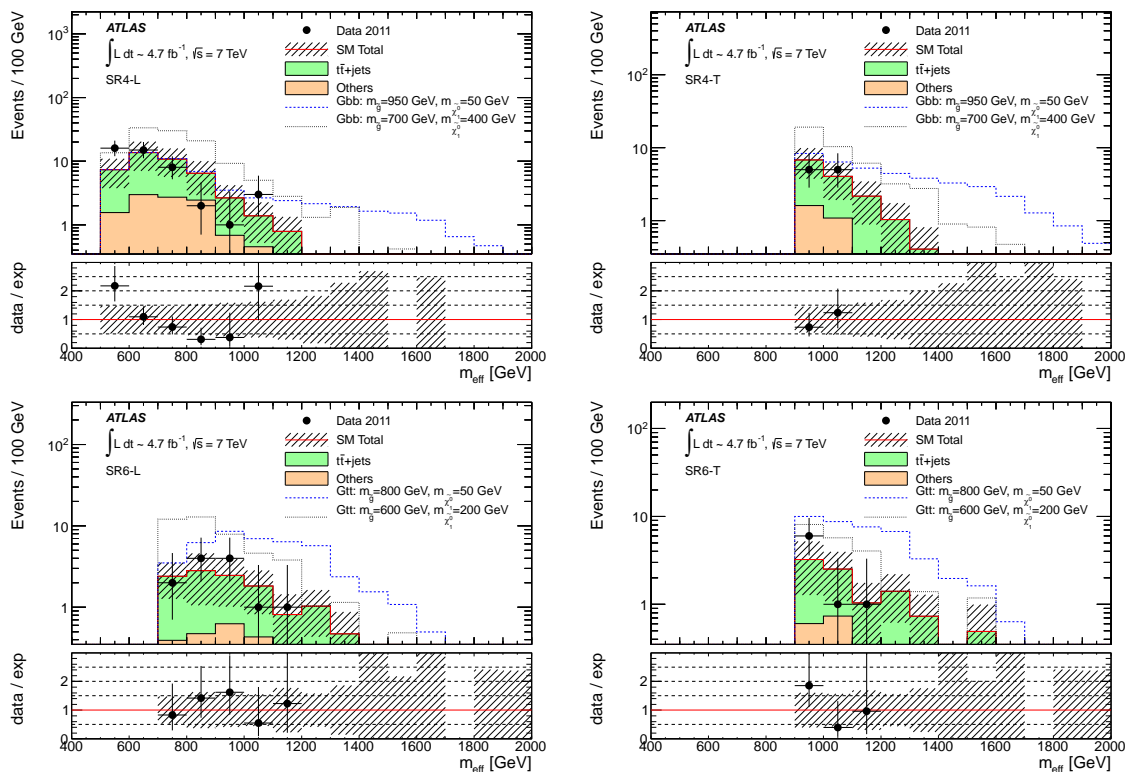 ATLAS
∫L dt ~ 4.7 fb⁻¹, √s = 7 TeV
SR4-L
Data 2011
SM Total
tt̄+jets
Others
Gbb: m_g̃=950 GeV, m_χ̃₁⁰=50 GeV
Gbb: m_g̃=700 GeV, m_χ̃₁⁰=400 GeV
Events / 100 GeV
10³
10²
10
1
data / exp
2
1
0
400 600 800 1000 1200 1400 1600 1800 2000
m_eff [GeV]
ATLAS
∫L dt ~ 4.7 fb⁻¹, √s = 7 TeV
SR4-T
Data 2011
SM Total
tt̄+jets
Others
Gbb: m_g̃=950 GeV, m_χ̃₁⁰=50 GeV
Gbb: m_g̃=700 GeV, m_χ̃₁⁰=400 GeV
Events / 100 GeV
10²
10
1
data / exp
2
1
0
400 600 800 1000 1200 1400 1600 1800 2000
m_eff [GeV]
ATLAS
∫L dt ~ 4.7 fb⁻¹, √s = 7 TeV
SR6-L
Data 2011
SM Total
tt̄+jets
Others
Gtt: m_g̃=800 GeV, m_χ̃₁⁰=50 GeV
Gtt: m_g̃=600 GeV, m_χ̃₁⁰=200 GeV
Events / 100 GeV
10²
10
1
data / exp
2
1
0
400 600 800 1000 1200 1400 1600 1800 2000
m_eff [GeV]
ATLAS
∫L dt ~ 4.7 fb⁻¹, √s = 7 TeV
SR6-T
Data 2011
SM Total
tt̄+jets
Others
Gtt: m_g̃=800 GeV, m_χ̃₁⁰=50 GeV
Gtt: m_g̃=600 GeV, m_χ̃₁⁰=200 GeV
Events / 100 GeV
10²
10
1
data / exp
2
1
0
400 600 800 1000 1200 1400 1600 1800 2000
m_eff [GeV]